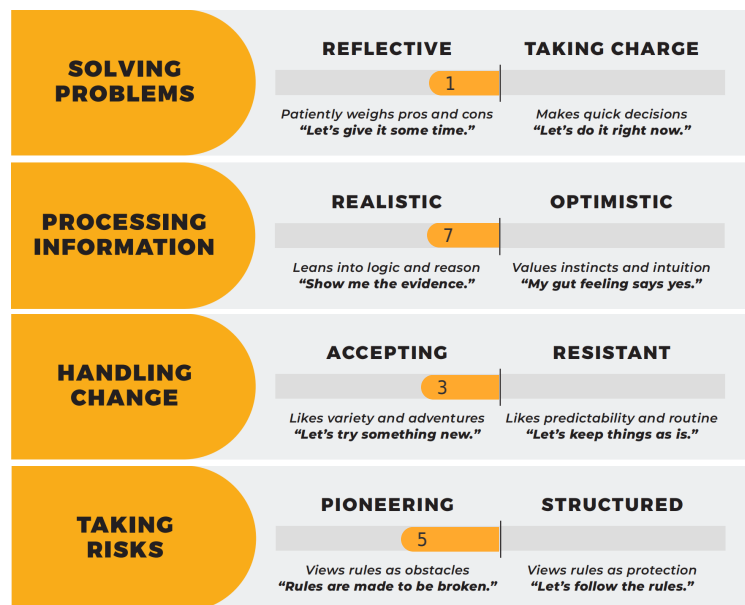 SOLVING
PROBLEMS
REFLECTIVE
TAKING CHARGE
1
Patiently weighs pros and cons
“Let’s give it some time.”
Makes quick decisions
“Let’s do it right now.”
PROCESSING
INFORMATION
REALISTIC
OPTIMISTIC
7
Leans into logic and reason
“Show me the evidence.”
Values instincts and intuition
“My gut feeling says yes.”
HANDLING
CHANGE
ACCEPTING
RESISTANT
3
Likes variety and adventures
“Let’s try something new.”
Likes predictability and routine
“Let’s keep things as is.”
TAKING
RISKS
PIONEERING
STRUCTURED
5
Views rules as obstacles
“Rules are made to be broken.”
Views rules as protection
“Let’s follow the rules.”